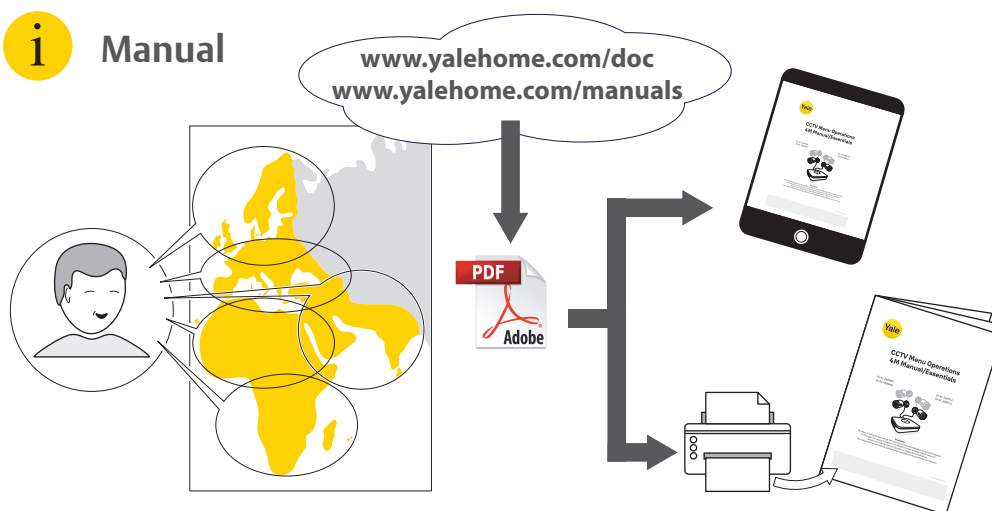 i
Manual
www.yalehome.com/doc
www.yalehome.com/manuals
Yale
CCTV Menu Operations
4M Manual/Essentials
PDF
Adobe
Yale
CCTV Menu Operations
4M Manual/Essentials